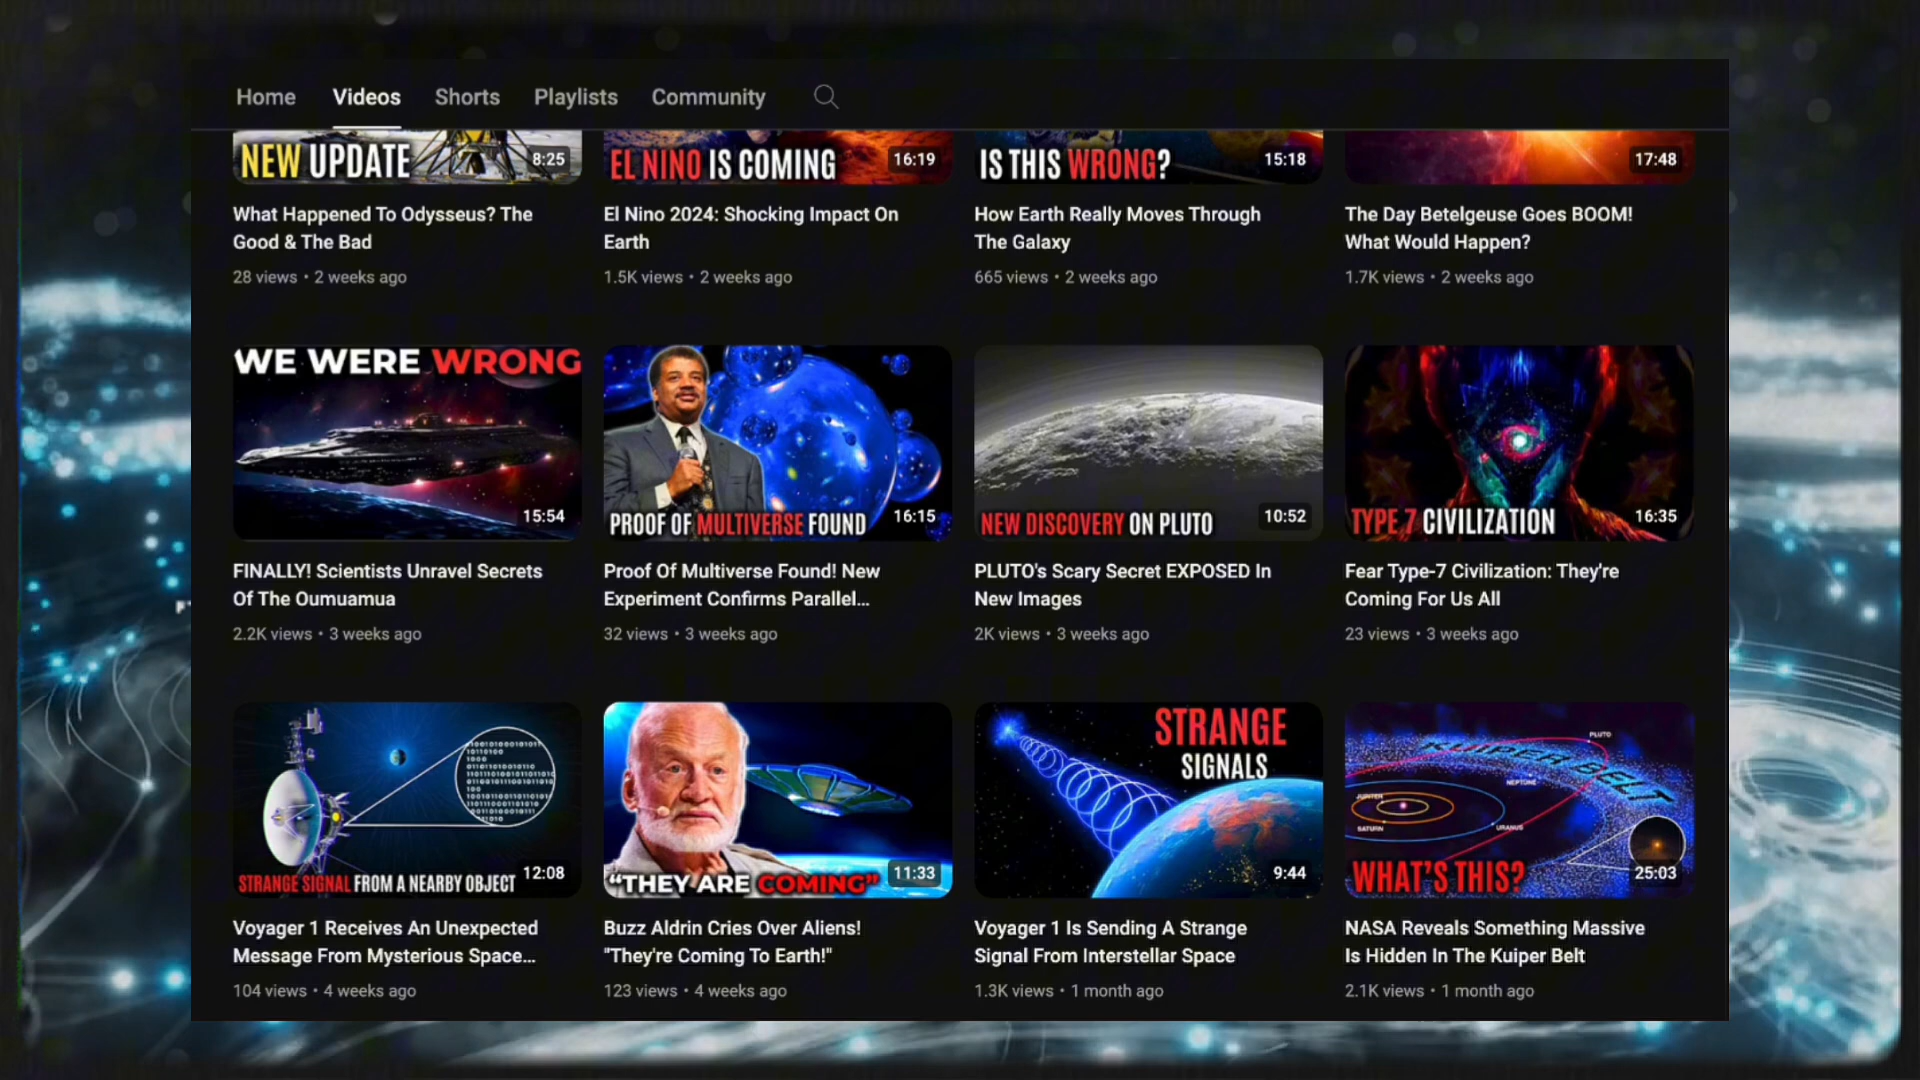 Home Videos Shorts Playlists Community
NEW UPDATE
8:25
EL NINO IS COMING
16:19
IS THIS WRONG?
15:18
17:48
What Happened To Odysseus? The
Good & The Bad
28 views • 2 weeks ago
El Nino 2024: Shocking Impact On
Earth
1.5K views • 2 weeks ago
How Earth Really Moves Through
The Galaxy
665 views • 2 weeks ago
The Day Betelgeuse Goes BOOM!
What Would Happen?
1.7K views • 2 weeks ago
WE WERE WRONG
15:54
PROOF OF MULTIVERSE FOUND
16:15
NEW DISCOVERY ON PLUTO
10:52
TYPE 7 CIVILIZATION
16:35
FINALLY! Scientists Unravel Secrets
Of The Oumuamua
2.2K views • 3 weeks ago
Proof Of Multiverse Found! New
Experiment Confirms Parallel...
32 views • 3 weeks ago
PLUTO's Scary Secret EXPOSED In
New Images
2K views • 3 weeks ago
Fear Type-7 Civilization: They're
Coming For Us All
23 views • 3 weeks ago
STRANGE SIGNAL FROM A NEARBY OBJECT
12:08
“THEY ARE COMING”
11:33
STRANGE
SIGNALS
9:44
PLUTO
KUIPER BELT
NEPTUNE
JUPITER
SATURN
URANUS
WHAT'S THIS?
25:03
Voyager 1 Receives An Unexpected
Message From Mysterious Space...
104 views • 4 weeks ago
Buzz Aldrin Cries Over Aliens!
"They're Coming To Earth!"
123 views • 4 weeks ago
Voyager 1 Is Sending A Strange
Signal From Interstellar Space
1.3K views • 1 month ago
NASA Reveals Something Massive
Is Hidden In The Kuiper Belt
2.1K views • 1 month ago